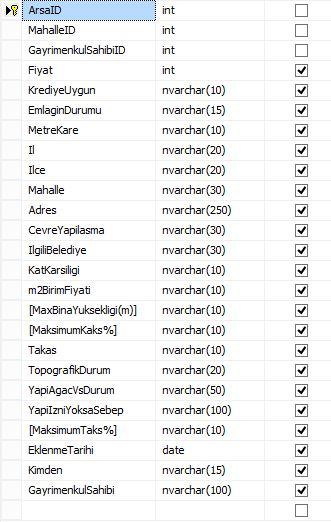 ArsaID int
MahalleID int
GayrimenkulSahibiID int
Fiyat int
KrediyeUygun nvarchar(10)
EmlaginDurumu nvarchar(15)
MetreKare nvarchar(10)
Il nvarchar(20)
Ilce nvarchar(20)
Mahalle nvarchar(30)
Adres nvarchar(250)
CevreYapilasma nvarchar(30)
IlgiliBelediye nvarchar(30)
KatKarsiligi nvarchar(10)
m2BirimFiyati nvarchar(10)
[MaxBinaYuksekligi(m)] nvarchar(10)
[MaksimumKaks%] nvarchar(10)
Takas nvarchar(10)
TopografikDurum nvarchar(20)
YapiAgacVsDurum nvarchar(50)
YapiIzniYoksaSebep nvarchar(100)
[MaksimumTaks%] nvarchar(10)
EklenmeTarihi date
Kimden nvarchar(15)
GayrimenkulSahibi nvarchar(100)